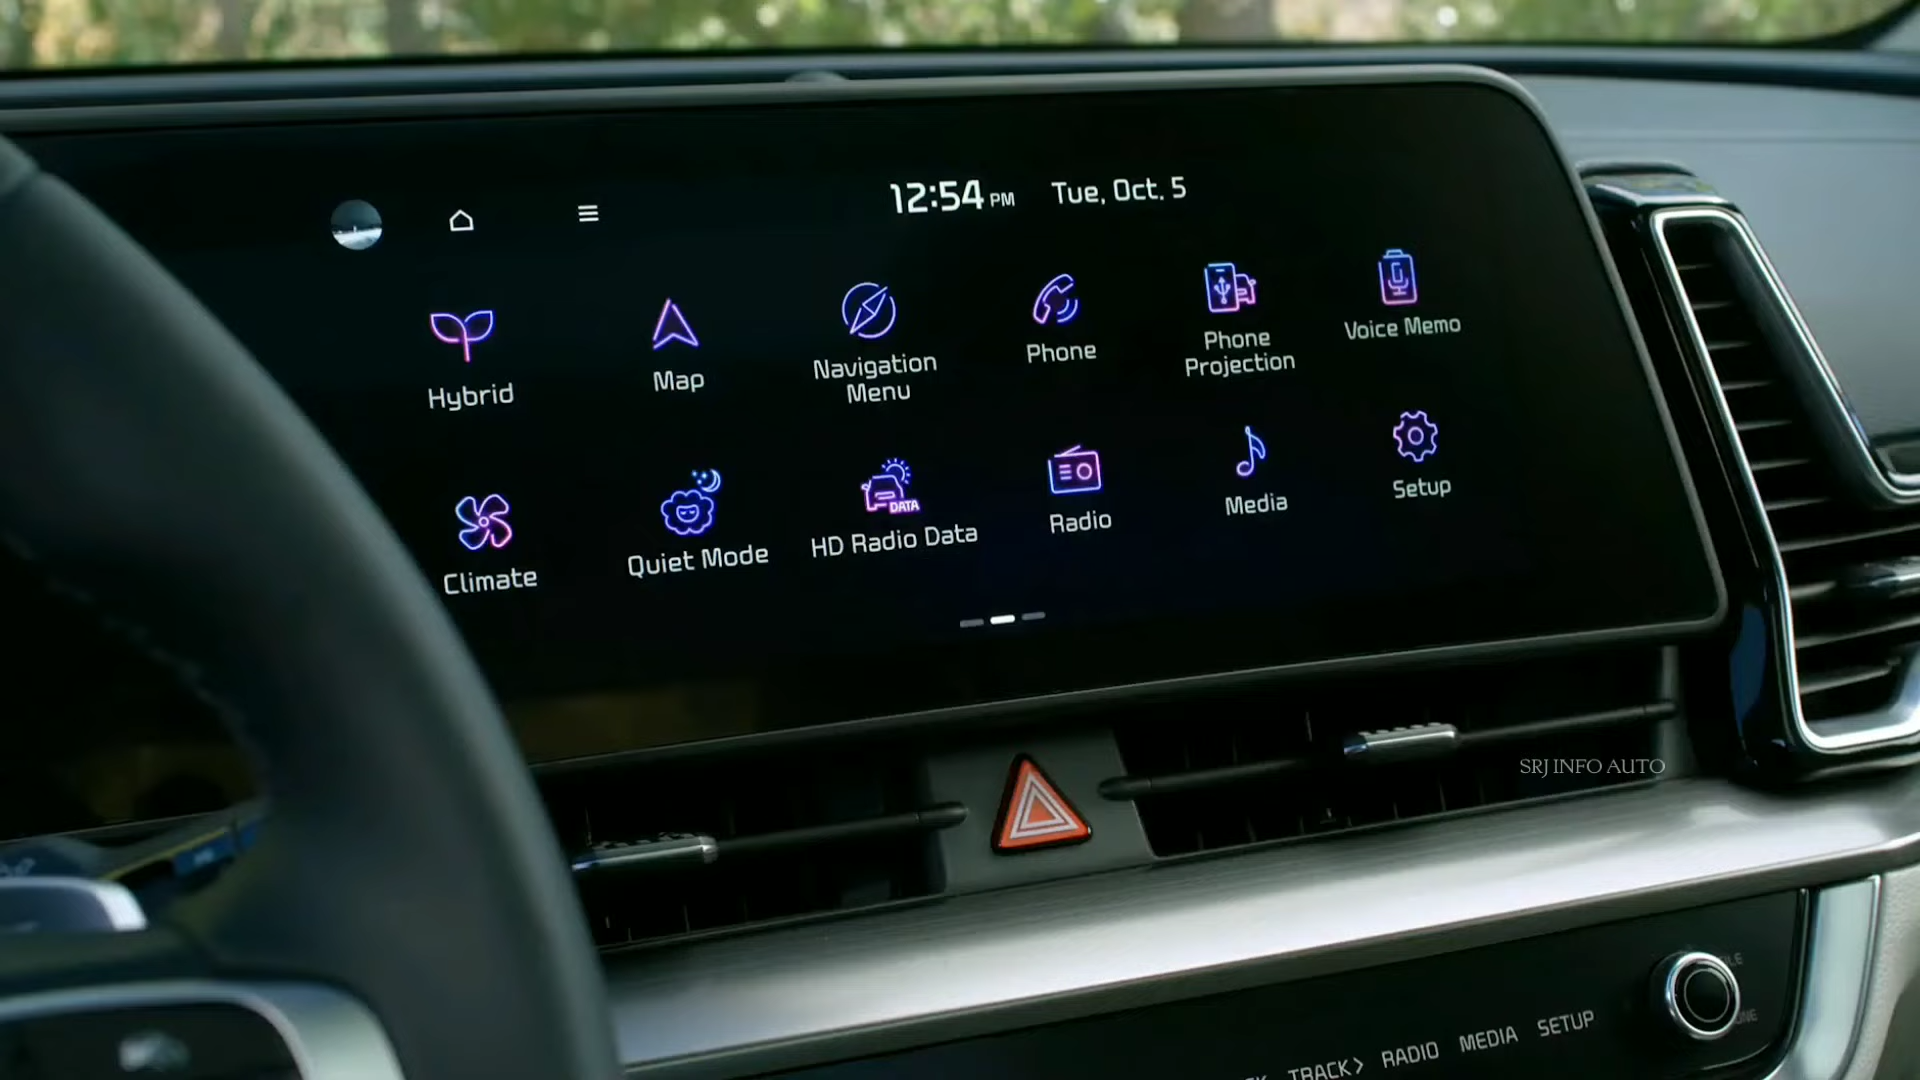 12:54 PM Tue, Oct. 5
Hybrid
Map
Navigation
Menu
Phone
Phone
Projection
Voice Memo
Climate
Quiet Mode
DATA
HD Radio Data
Radio
Media
Setup
SRJ INFO AUTO
TRACK> RADIO MEDIA SETUP